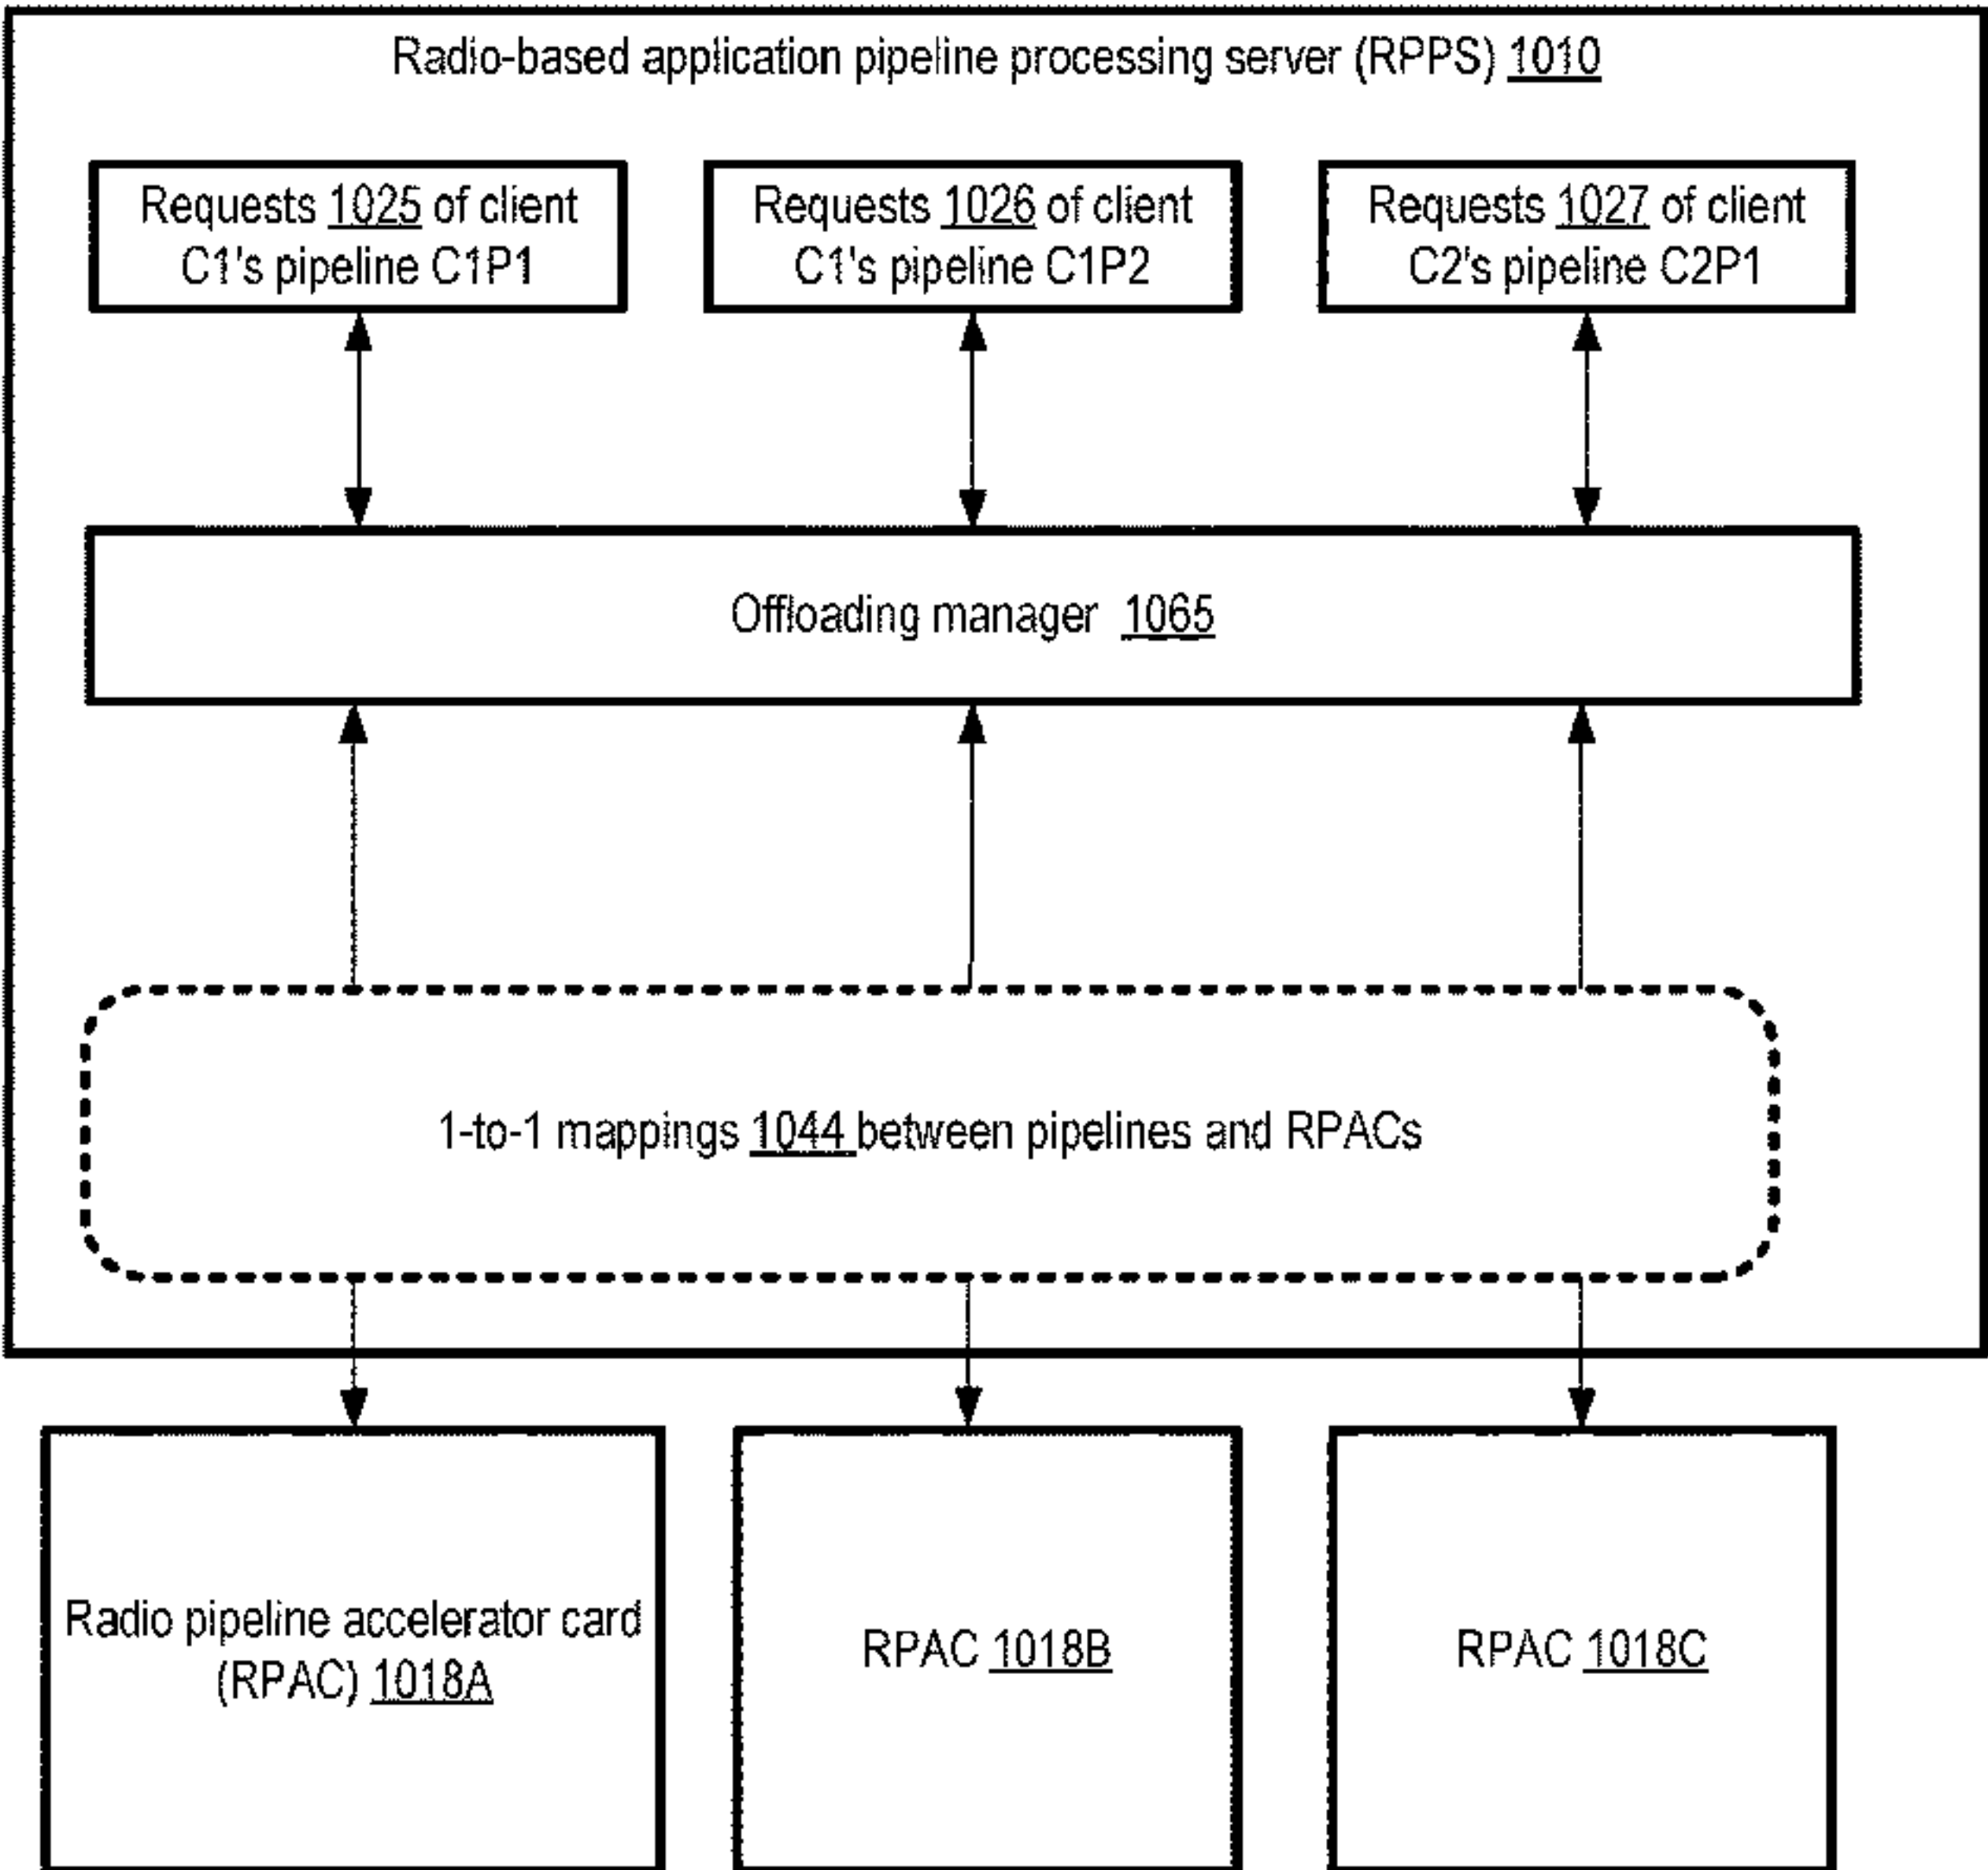 Radio-based application pipeline processing server (RPPS) 1010
Requests 1025 of client
C1's pipeline C1P1
Requests 1026 of client
C1's pipeline C1P2
Requests 1027 of client
C2's pipeline C2P1
Offloading manager 1065
1-to-1 mappings 1044 between pipelines and RPACs
Radio pipeline accelerator card
(RPAC) 1018A
RPAC 1018B
RPAC 1018C